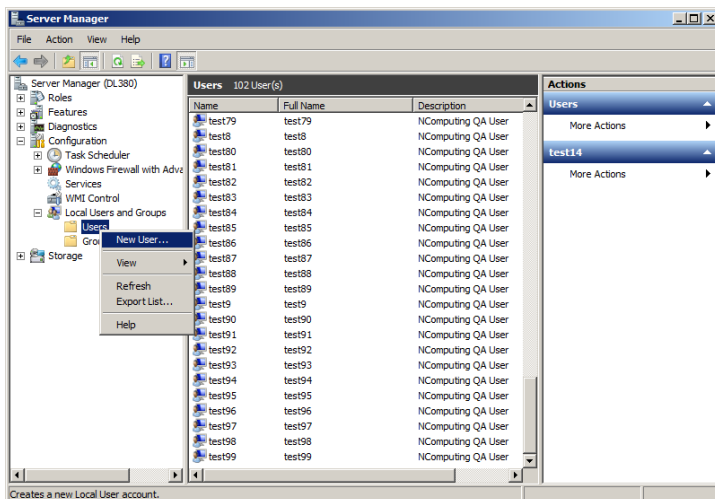 Server Manager
File Action View Help
Server Manager (DL380)
Roles
Features
Diagnostics
Configuration
Task Scheduler
Windows Firewall with Adva
Services
WMI Control
Local Users and Groups
Users
Grou
Storage
New User...
View
Refresh
Export List...
Help
Users 102 User(s)
Name Full Name Description
test79 test79 NComputing QA User
test8 test8 NComputing QA User
test80 test80 NComputing QA User
test81 test81 NComputing QA User
test82 test82 NComputing QA User
test83 test83 NComputing QA User
test84 test84 NComputing QA User
test85 test85 NComputing QA User
test86 test86 NComputing QA User
test87 test87 NComputing QA User
test88 test88 NComputing QA User
test89 test89 NComputing QA User
test9 test9 NComputing QA User
test90 test90 NComputing QA User
test91 test91 NComputing QA User
test92 test92 NComputing QA User
test93 test93 NComputing QA User
test94 test94 NComputing QA User
test95 test95 NComputing QA User
test96 test96 NComputing QA User
test97 test97 NComputing QA User
test98 test98 NComputing QA User
test99 test99 NComputing QA User
Actions
Users
More Actions
test14
More Actions
Creates a new Local User account.